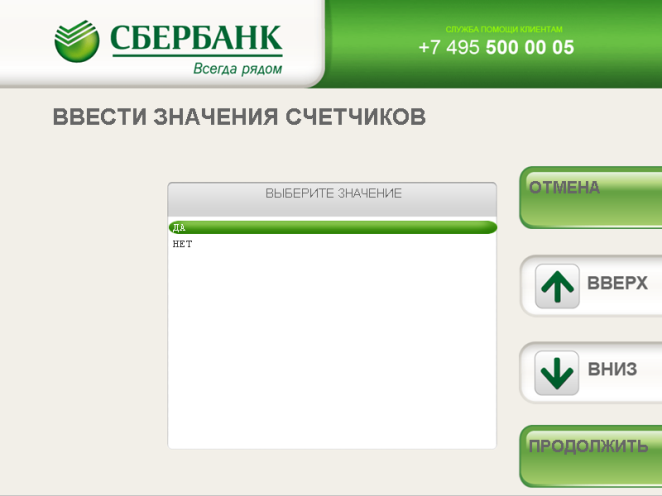 СБЕРБАНК
Всегда рядом
СЛУЖБА ПОМОЩИ КЛИЕНТАМ
+7 495 500 00 05
ВВЕСТИ ЗНАЧЕНИЯ СЧЕТЧИКОВ
ВЫБЕРИТЕ ЗНАЧЕНИЕ
ДА
НЕТ
ОТМЕНА
ВВЕРХ
ВНИЗ
ПРОДОЛЖИТЬ